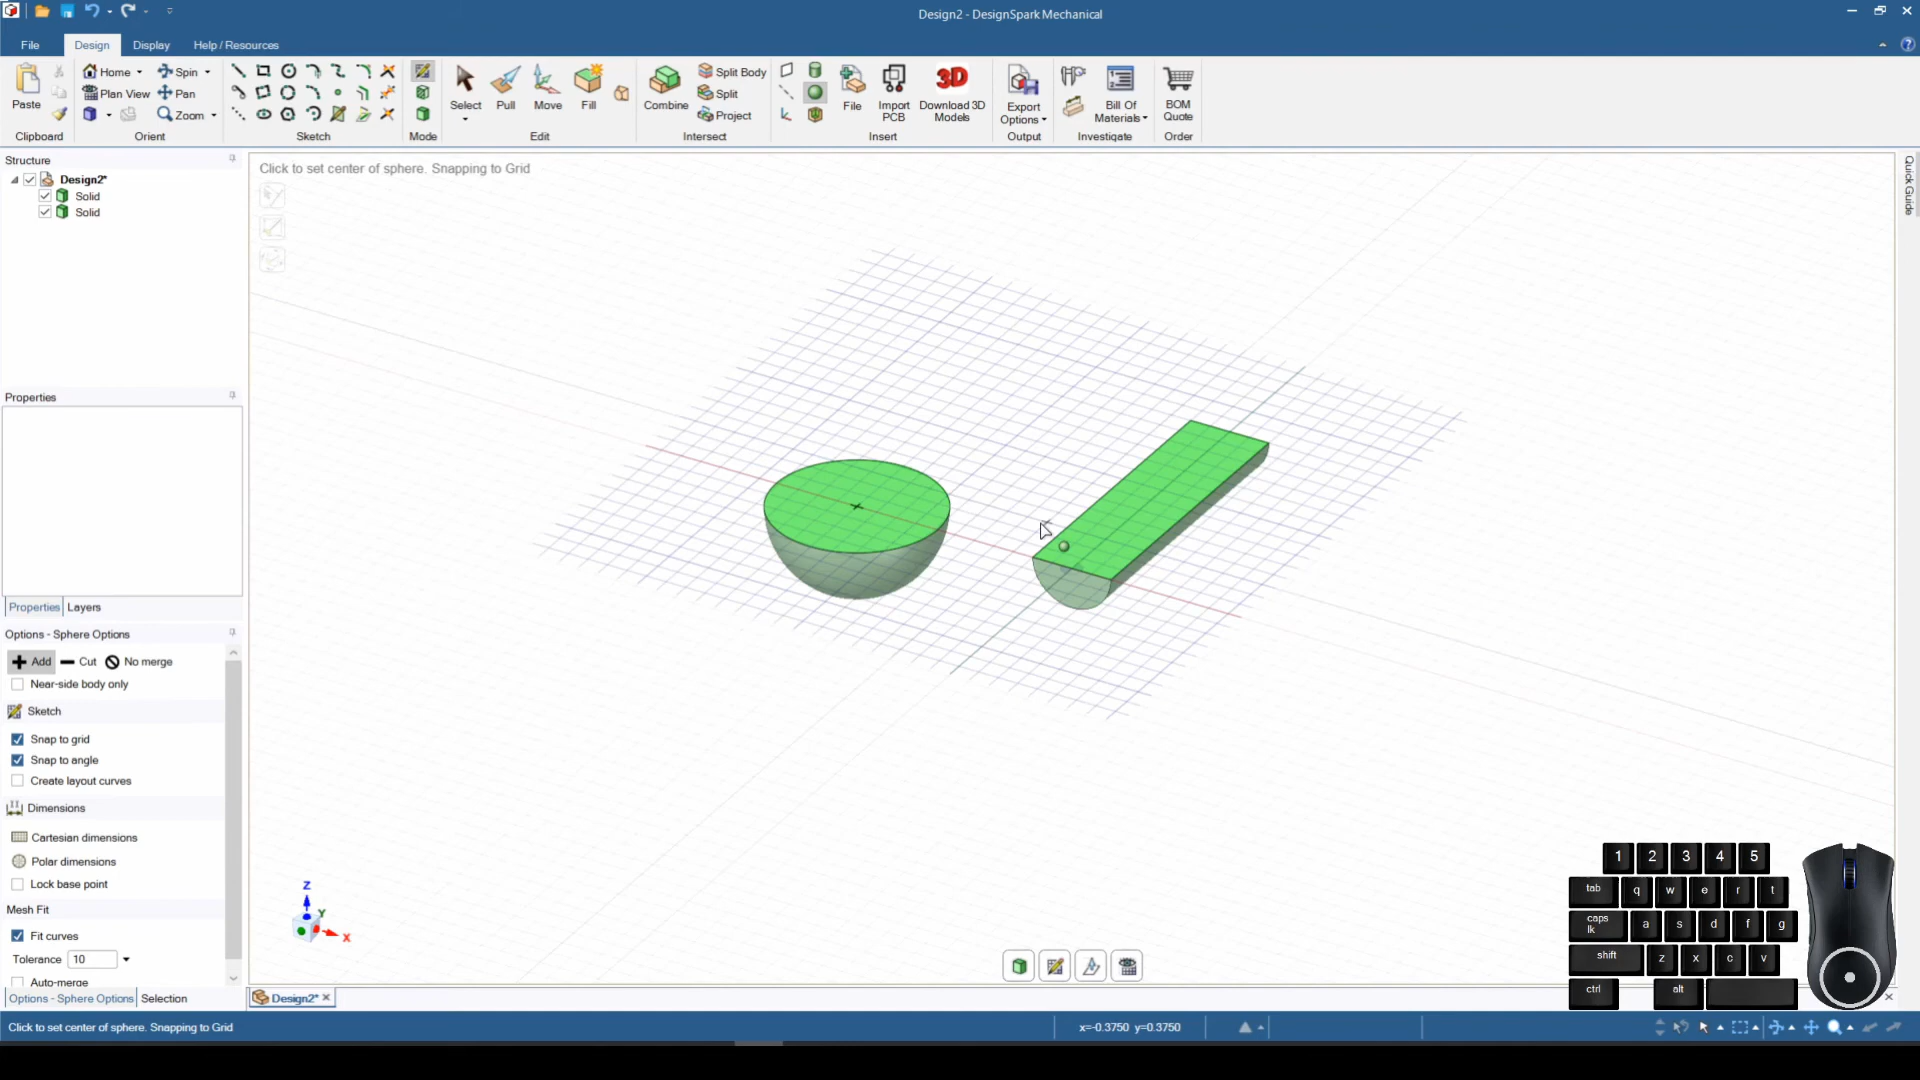 Design2 - DesignSpark Mechanical
File Design Display Help / Resources
Paste Home Plan View Spin Pan Zoom Select Pull Move Fill Combine Split Body Split Project File Import PCB Download 3D Models Export Options Bill Of Materials BOM Quote
3D
Clipboard Orient Sketch Mode Edit Intersect Insert Output Investigate Order
Structure
Design2*
Solid
Solid
Click to set center of sphere. Snapping to Grid
Quick Guide
Properties
Properties Layers
Options - Sphere Options
Add Cut No merge
Near-side body only
Sketch
Snap to grid
Snap to angle
Create layout curves
Dimensions
Cartesian dimensions
Polar dimensions
Lock base point
Mesh Fit
Fit curves
Tolerance 10
Auto-merge
Options - Sphere Options Selection
Z
Y
X
Design2*
1 2 3 4 5
tab q w e r t
caps lk a s d f g
shift z x c v
ctrl alt
Click to set center of sphere. Snapping to Grid
x=-0.3750 y=0.3750